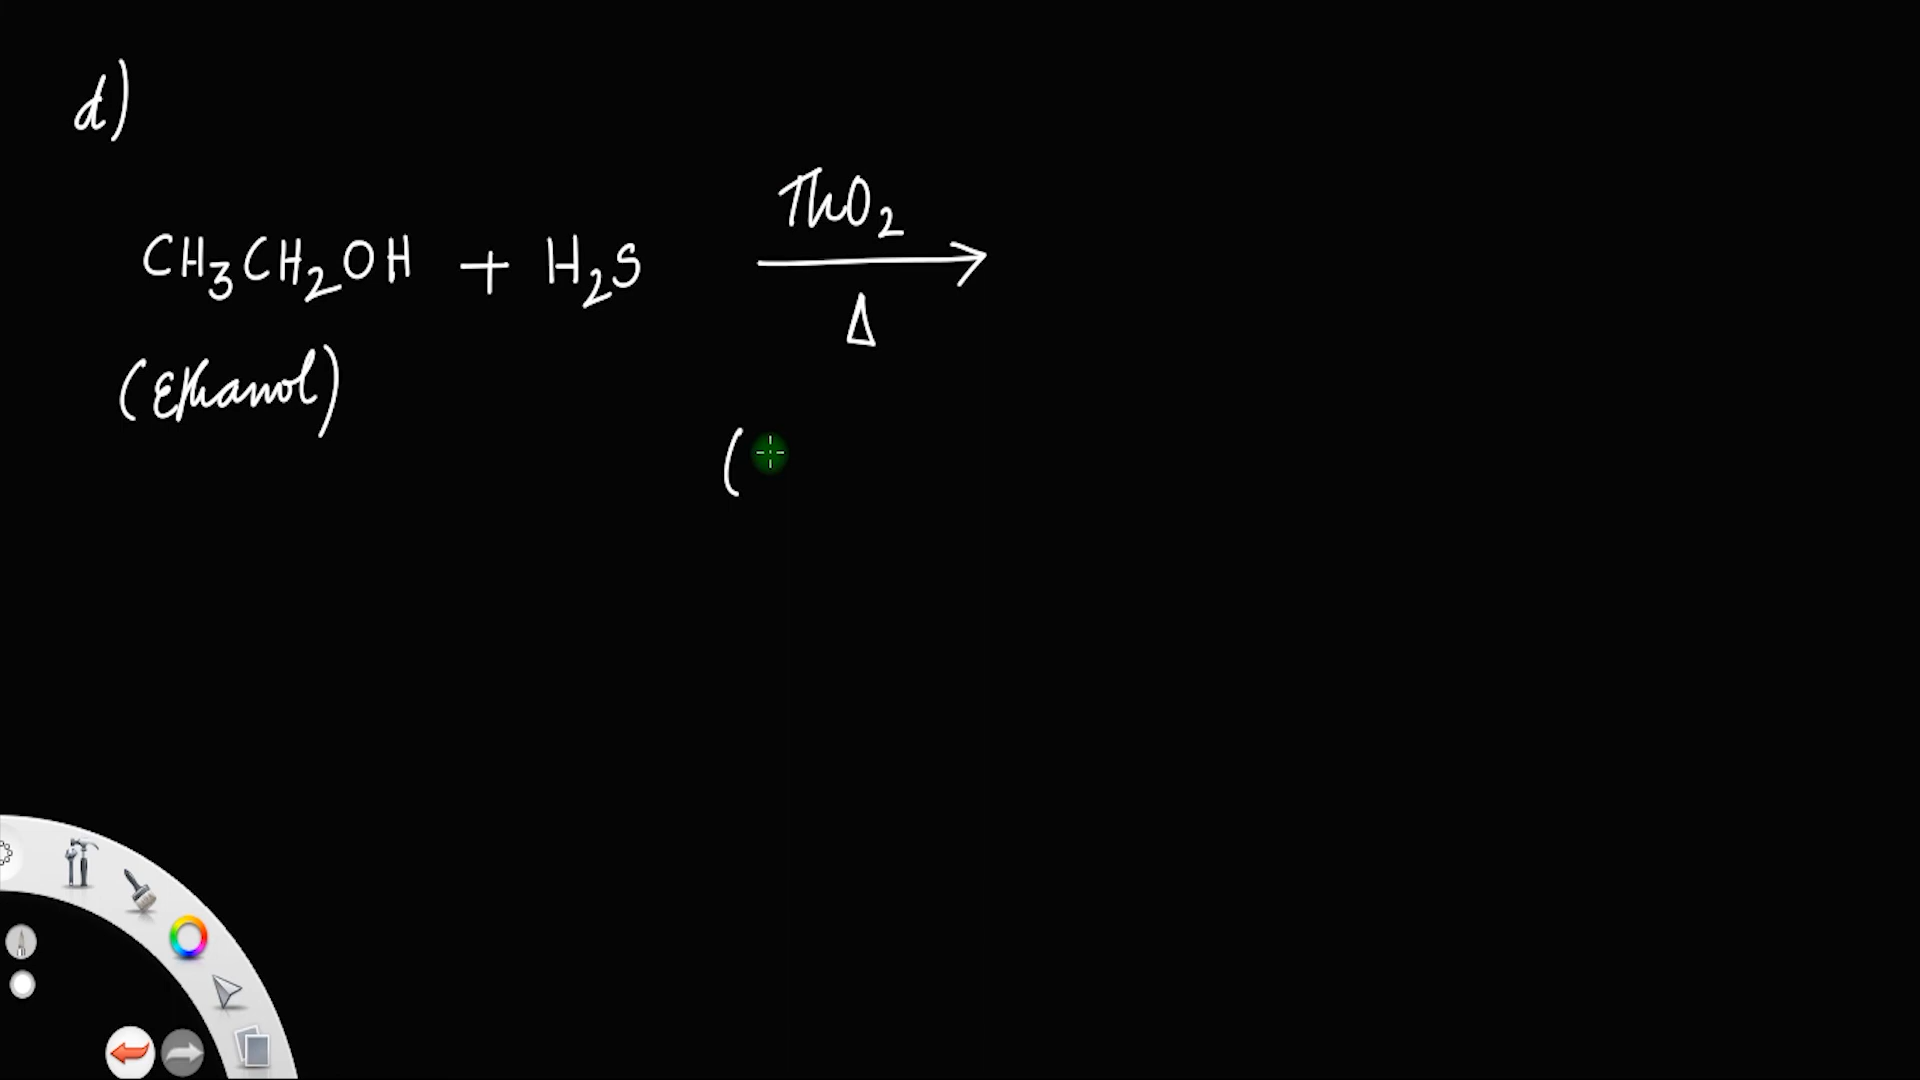 d)
ThO₂
CH₃CH₂OH + H₂S ⟶
Δ
(Ethanol)
(